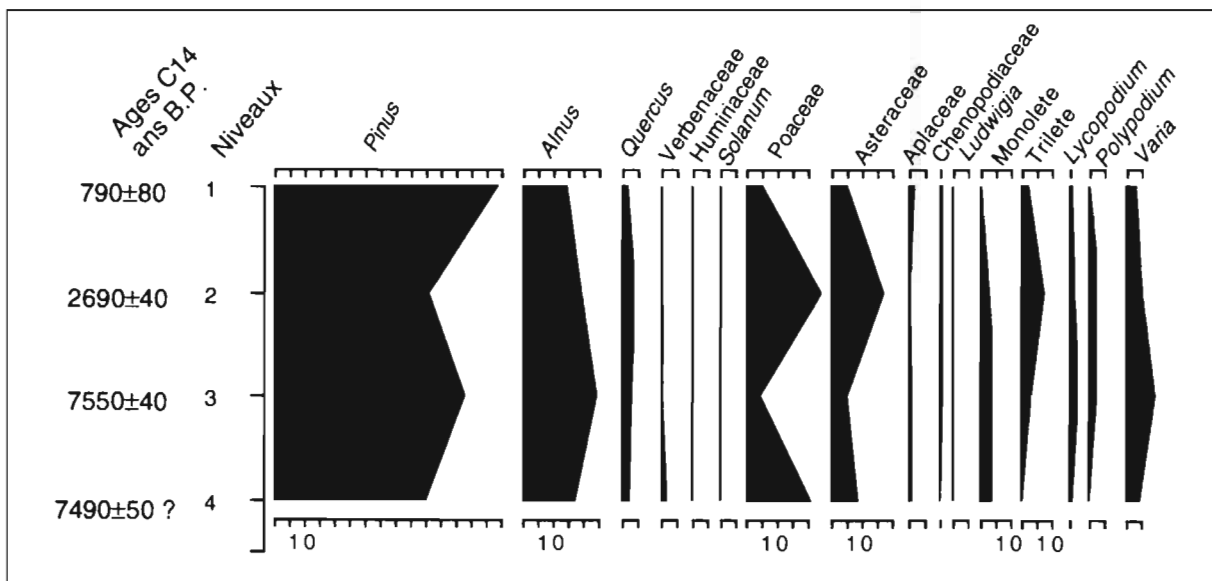 Ages C14
ans B.P.
Niveaux
Pinus
Alnus
Quercus
Verbenaceae
Humiriaceae
Solanum
Poaceae
Asteraceae
Aplaceae
Chenopodiaceae
Ludwigia
Monolete
Trilete
Lycopodium
Polypodium
Varia
790±80 1
2690±40 2
7550±40 3
7490±50 ? 4
10 10 10 10 10 10